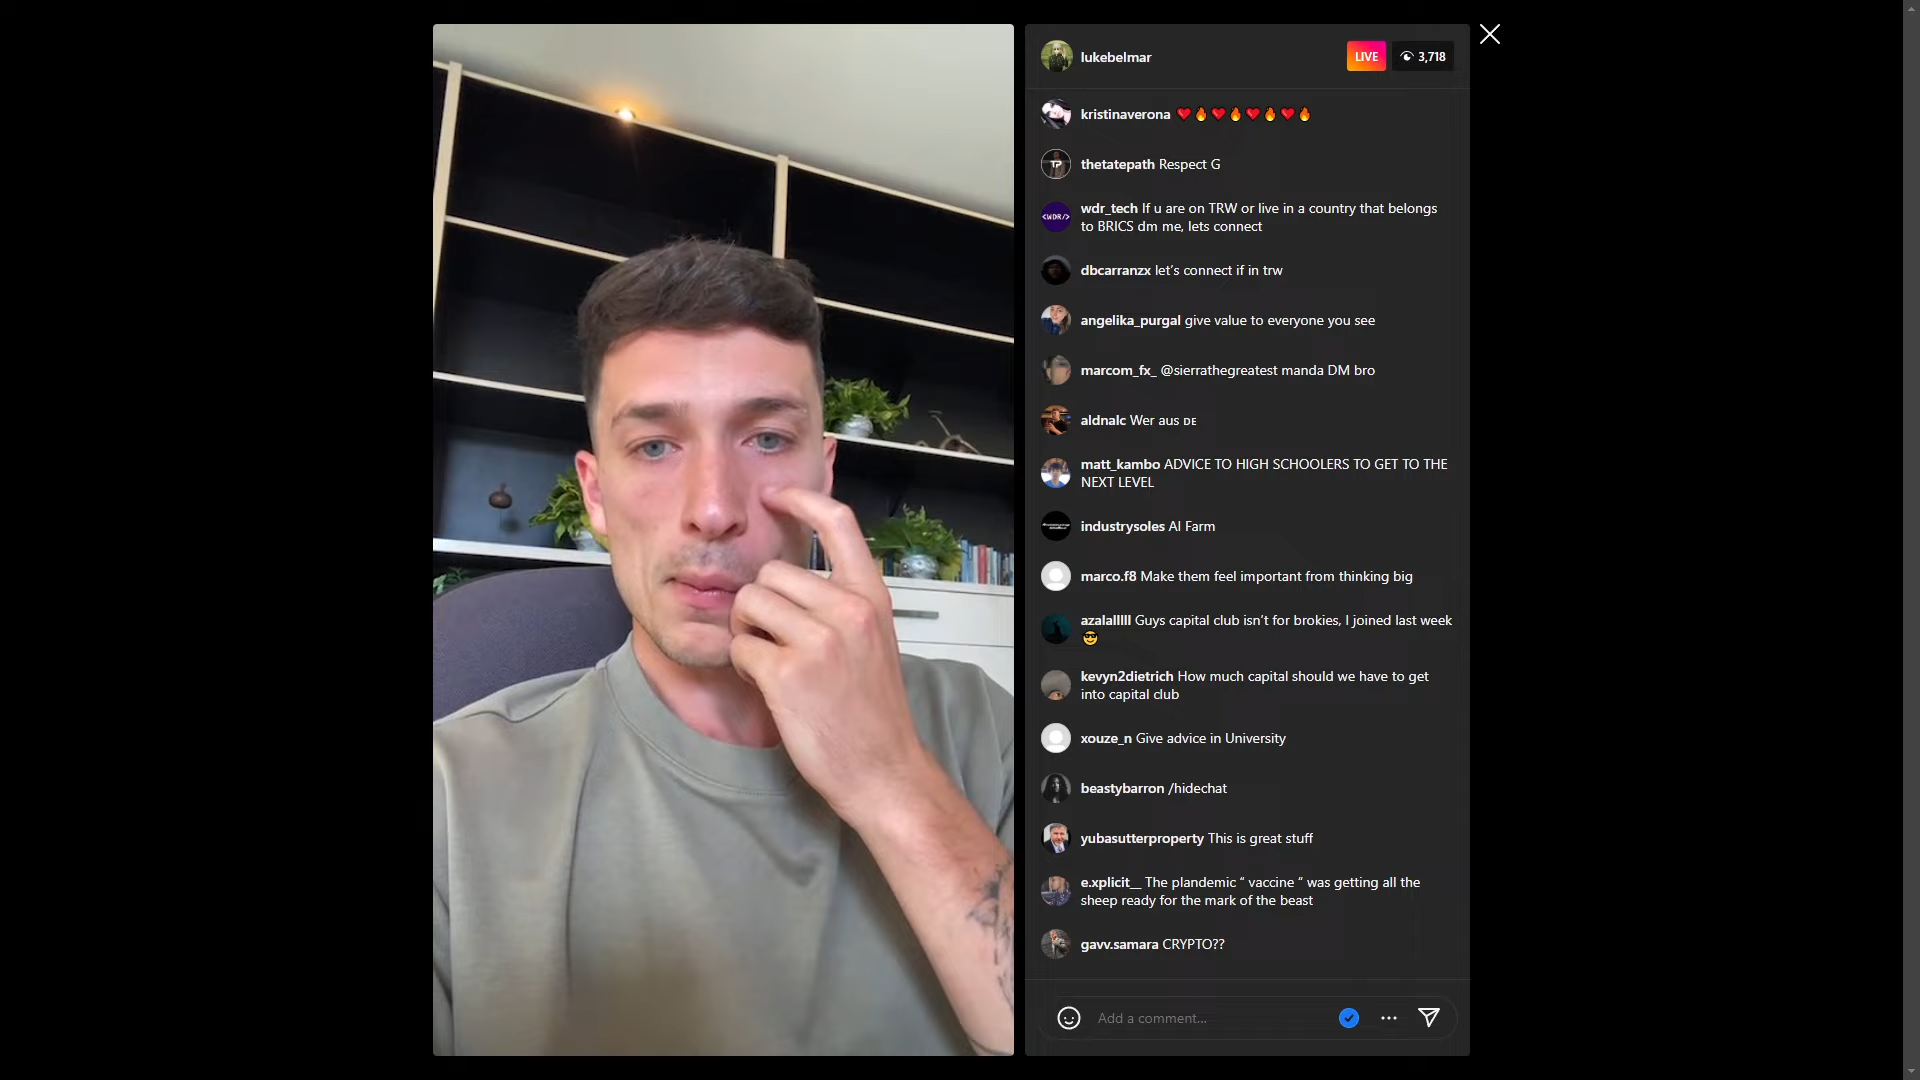 lukebelmar
LIVE
3,718
kristinaverona ❤️🔥❤️🔥❤️🔥❤️🔥
TP
thetatepath Respect G
<WDR/>
wdr_tech If u are on TRW or live in a country that belongs
to BRICS dm me, lets connect
dbcarranzx let’s connect if in trw
angelika_purgal give value to everyone you see
marcom_fx_ @sierrathegreatest manda DM bro
aldnalc Wer aus ᴅᴇ
matt_kambo ADVICE TO HIGH SCHOOLERS TO GET TO THE
NEXT LEVEL
industrysoles AI Farm
marco.f8 Make them feel important from thinking big
azalalllll Guys capital club isn’t for brokies, I joined last week
😎
kevyn2dietrich How much capital should we have to get
into capital club
xouze_n Give advice in University
beastybarron /hidechat
yubasutterproperty This is great stuff
e.xplicit__ The plandemic “ vaccine “ was getting all the
sheep ready for the mark of the beast
gavv.samara CRYPTO??
Add a comment...